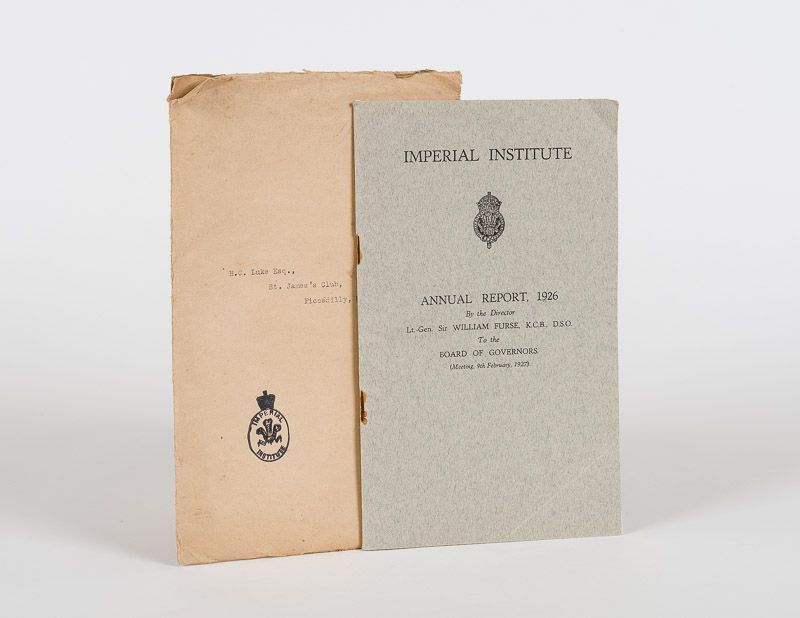 H.C. Luke Esq.,
St. James's Club,
Piccadilly,
IMPERIAL
INSTITUTE
IMPERIAL INSTITUTE
ANNUAL REPORT, 1926
By the Director
Lt.-Gen. Sir WILLIAM FURSE, K.C.B., D.S.O.
To the
BOARD OF GOVERNORS.
(Meeting, 9th February, 1927).